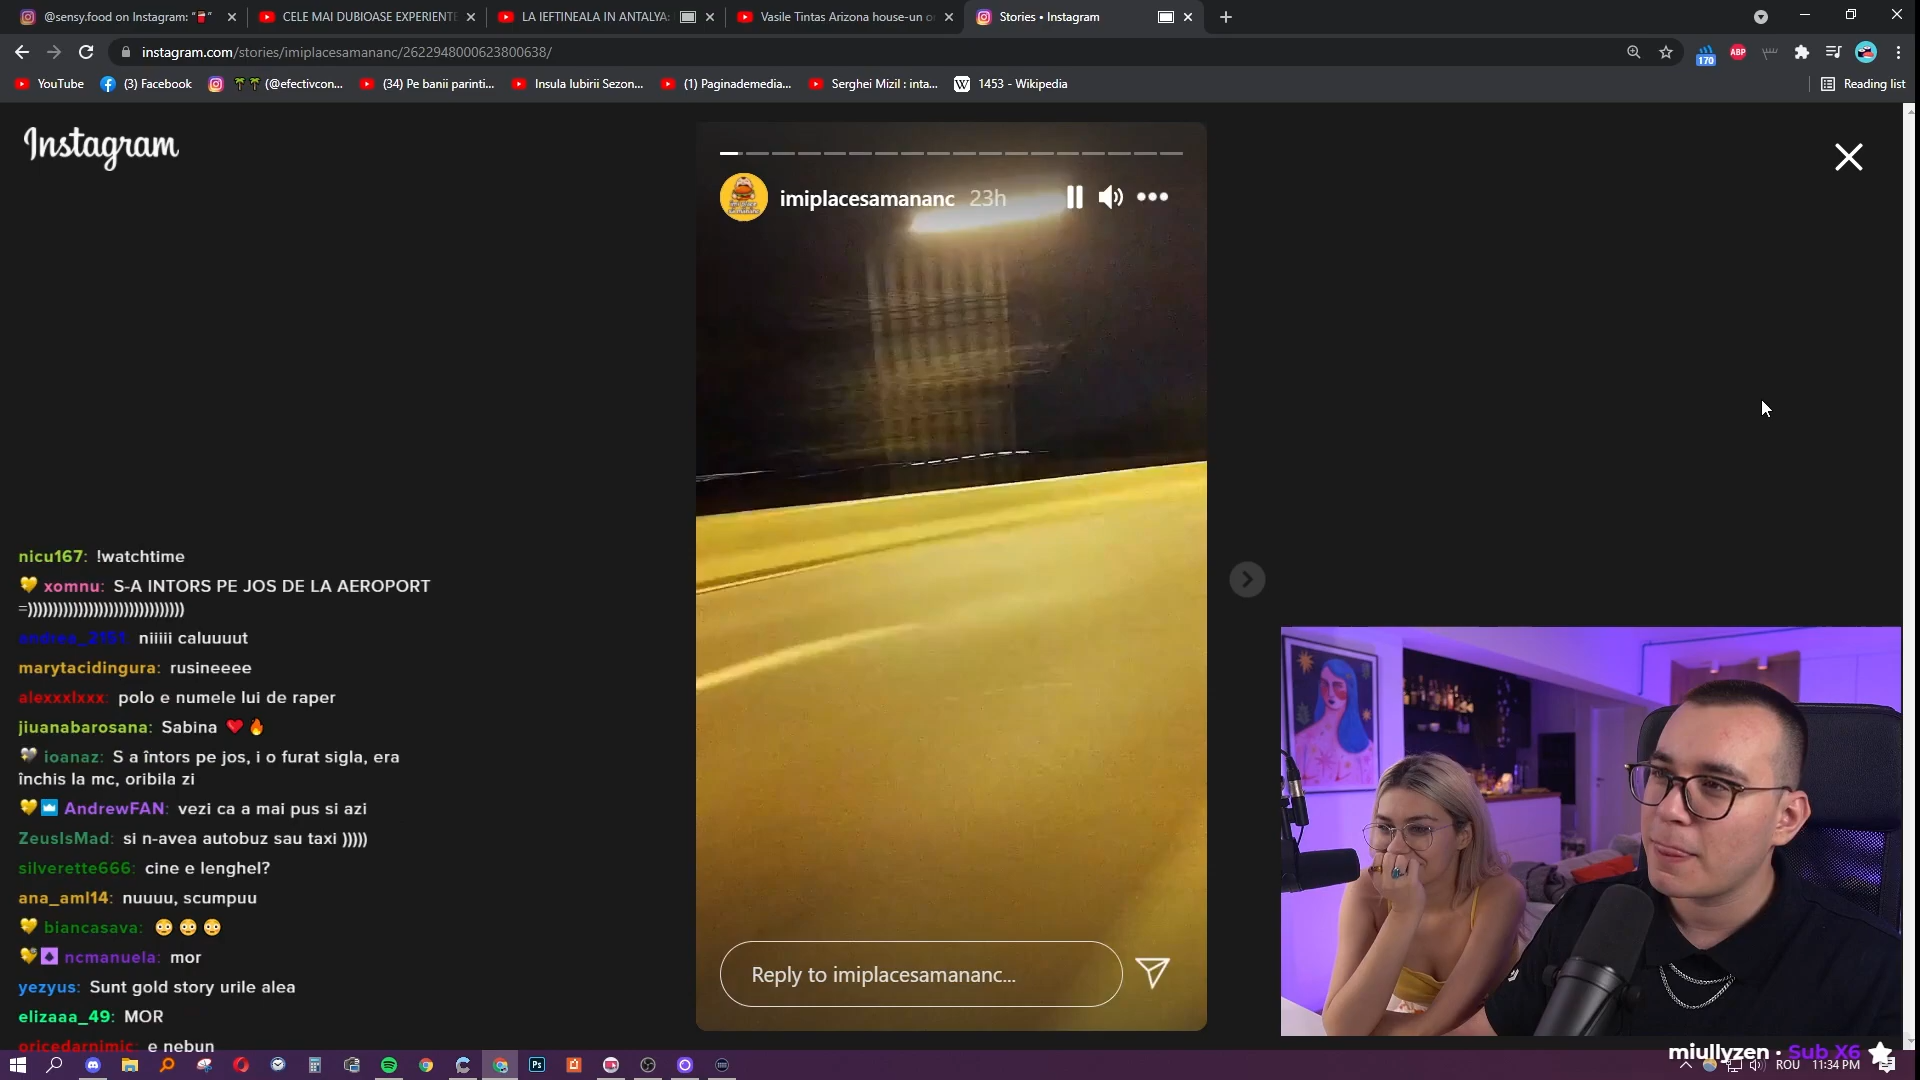 @sensy.food on Instagram: "
CELE MAI DUBIOASE EXPERIENTE
LA IEFTINEALA IN ANTALYA:
Vasile Tintas Arizona house-un o
Stories • Instagram
instagram.com/stories/imiplacesamananc/2622948000623800638/
170
ABP
YouTube
(3) Facebook
(@efectivcon...
(34) Pe banii parinti...
Insula Iubirii Sezon...
(1) Paginademedia...
Serghei Mizil : inta...
W 1453 - Wikipedia
Reading list
Instagram
imiplacesamananc 23h
nicu167: !watchtime
xomnu: S-A INTORS PE JOS DE LA AEROPORT
=)))))))))))))))))))))))))))))))
andreea_2151: niiiii caluuuut
marytacidingura: rusineeee
alexxxlxxx: polo e numele lui de raper
jiuanabarosana: Sabina ❤️🔥
ioanaz: S a întors pe jos, i o furat sigla, era
închis la mc, oribila zi
AndrewFAN: vezi ca a mai pus si azi
ZeusIsMad: si n-avea autobuz sau taxi )))))
silverette666: cine e lenghel?
ana_aml14: nuuuu, scumpuu
biancasava: 😳 😳 😳
ncmanuela: mor
yezyus: Sunt gold story urile alea
elizaaa_49: MOR
oricedarnimic: e nebun
Reply to imiplacesamananc...
miullyzen • Sub X6
Ps
ROU 11:34 PM